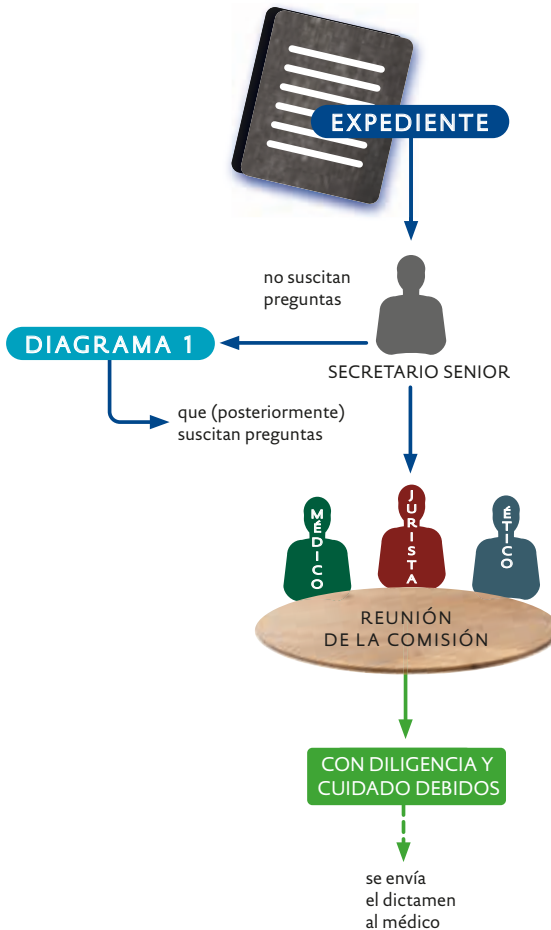 EXPEDIENTE
no suscitan
preguntas
DIAGRAMA 1
SECRETARIO SENIOR
que (posteriormente)
suscitan preguntas
MÉDICO
JURISTA
ÉTICO
REUNIÓN
DE LA COMISIÓN
CON DILIGENCIA Y
CUIDADO DEBIDOS
se envía
el dictamen
al médico